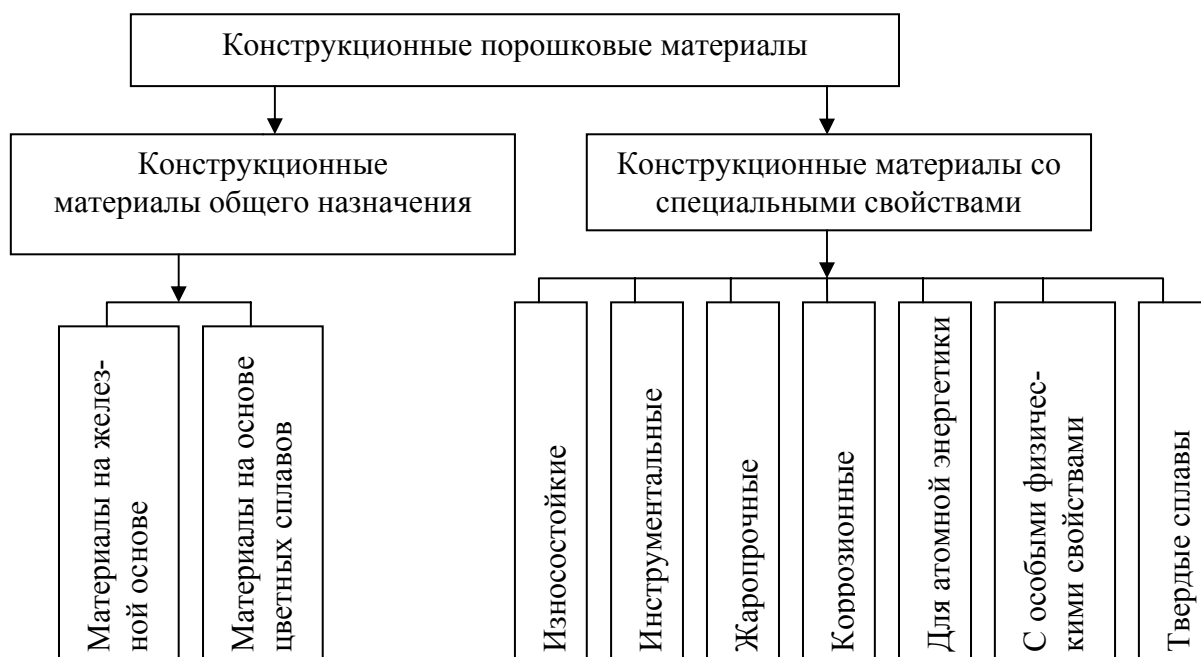 Конструкционные порошковые материалы
Конструкционные
материалы общего назначения
Конструкционные материалы со
специальными свойствами
Материалы на желез-
ной основе
Материалы на основе
цветных сплавов
Износостойкие
Инструментальные
Жаропрочные
Коррозионные
Для атомной энергетики
С особыми физичес-
кими свойствами
Твердые сплавы